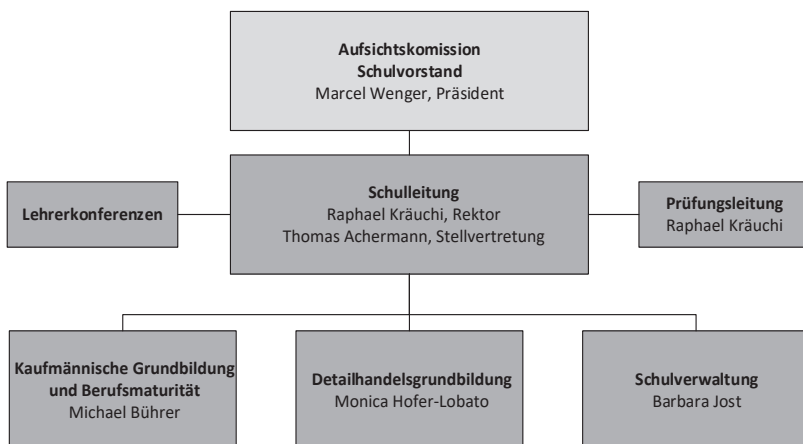 Aufsichtskomission
Schulvorstand
Marcel Wenger, Präsident
Lehrerkonferenzen
Schulleitung
Raphael Kräuchi, Rektor
Thomas Achermann, Stellvertretung
Prüfungsleitung
Raphael Kräuchi
Kaufmännische Grundbildung
und Berufsmaturität
Michael Bührer
Detailhandelsgrundbildung
Monica Hofer-Lobato
Schulverwaltung
Barbara Jost